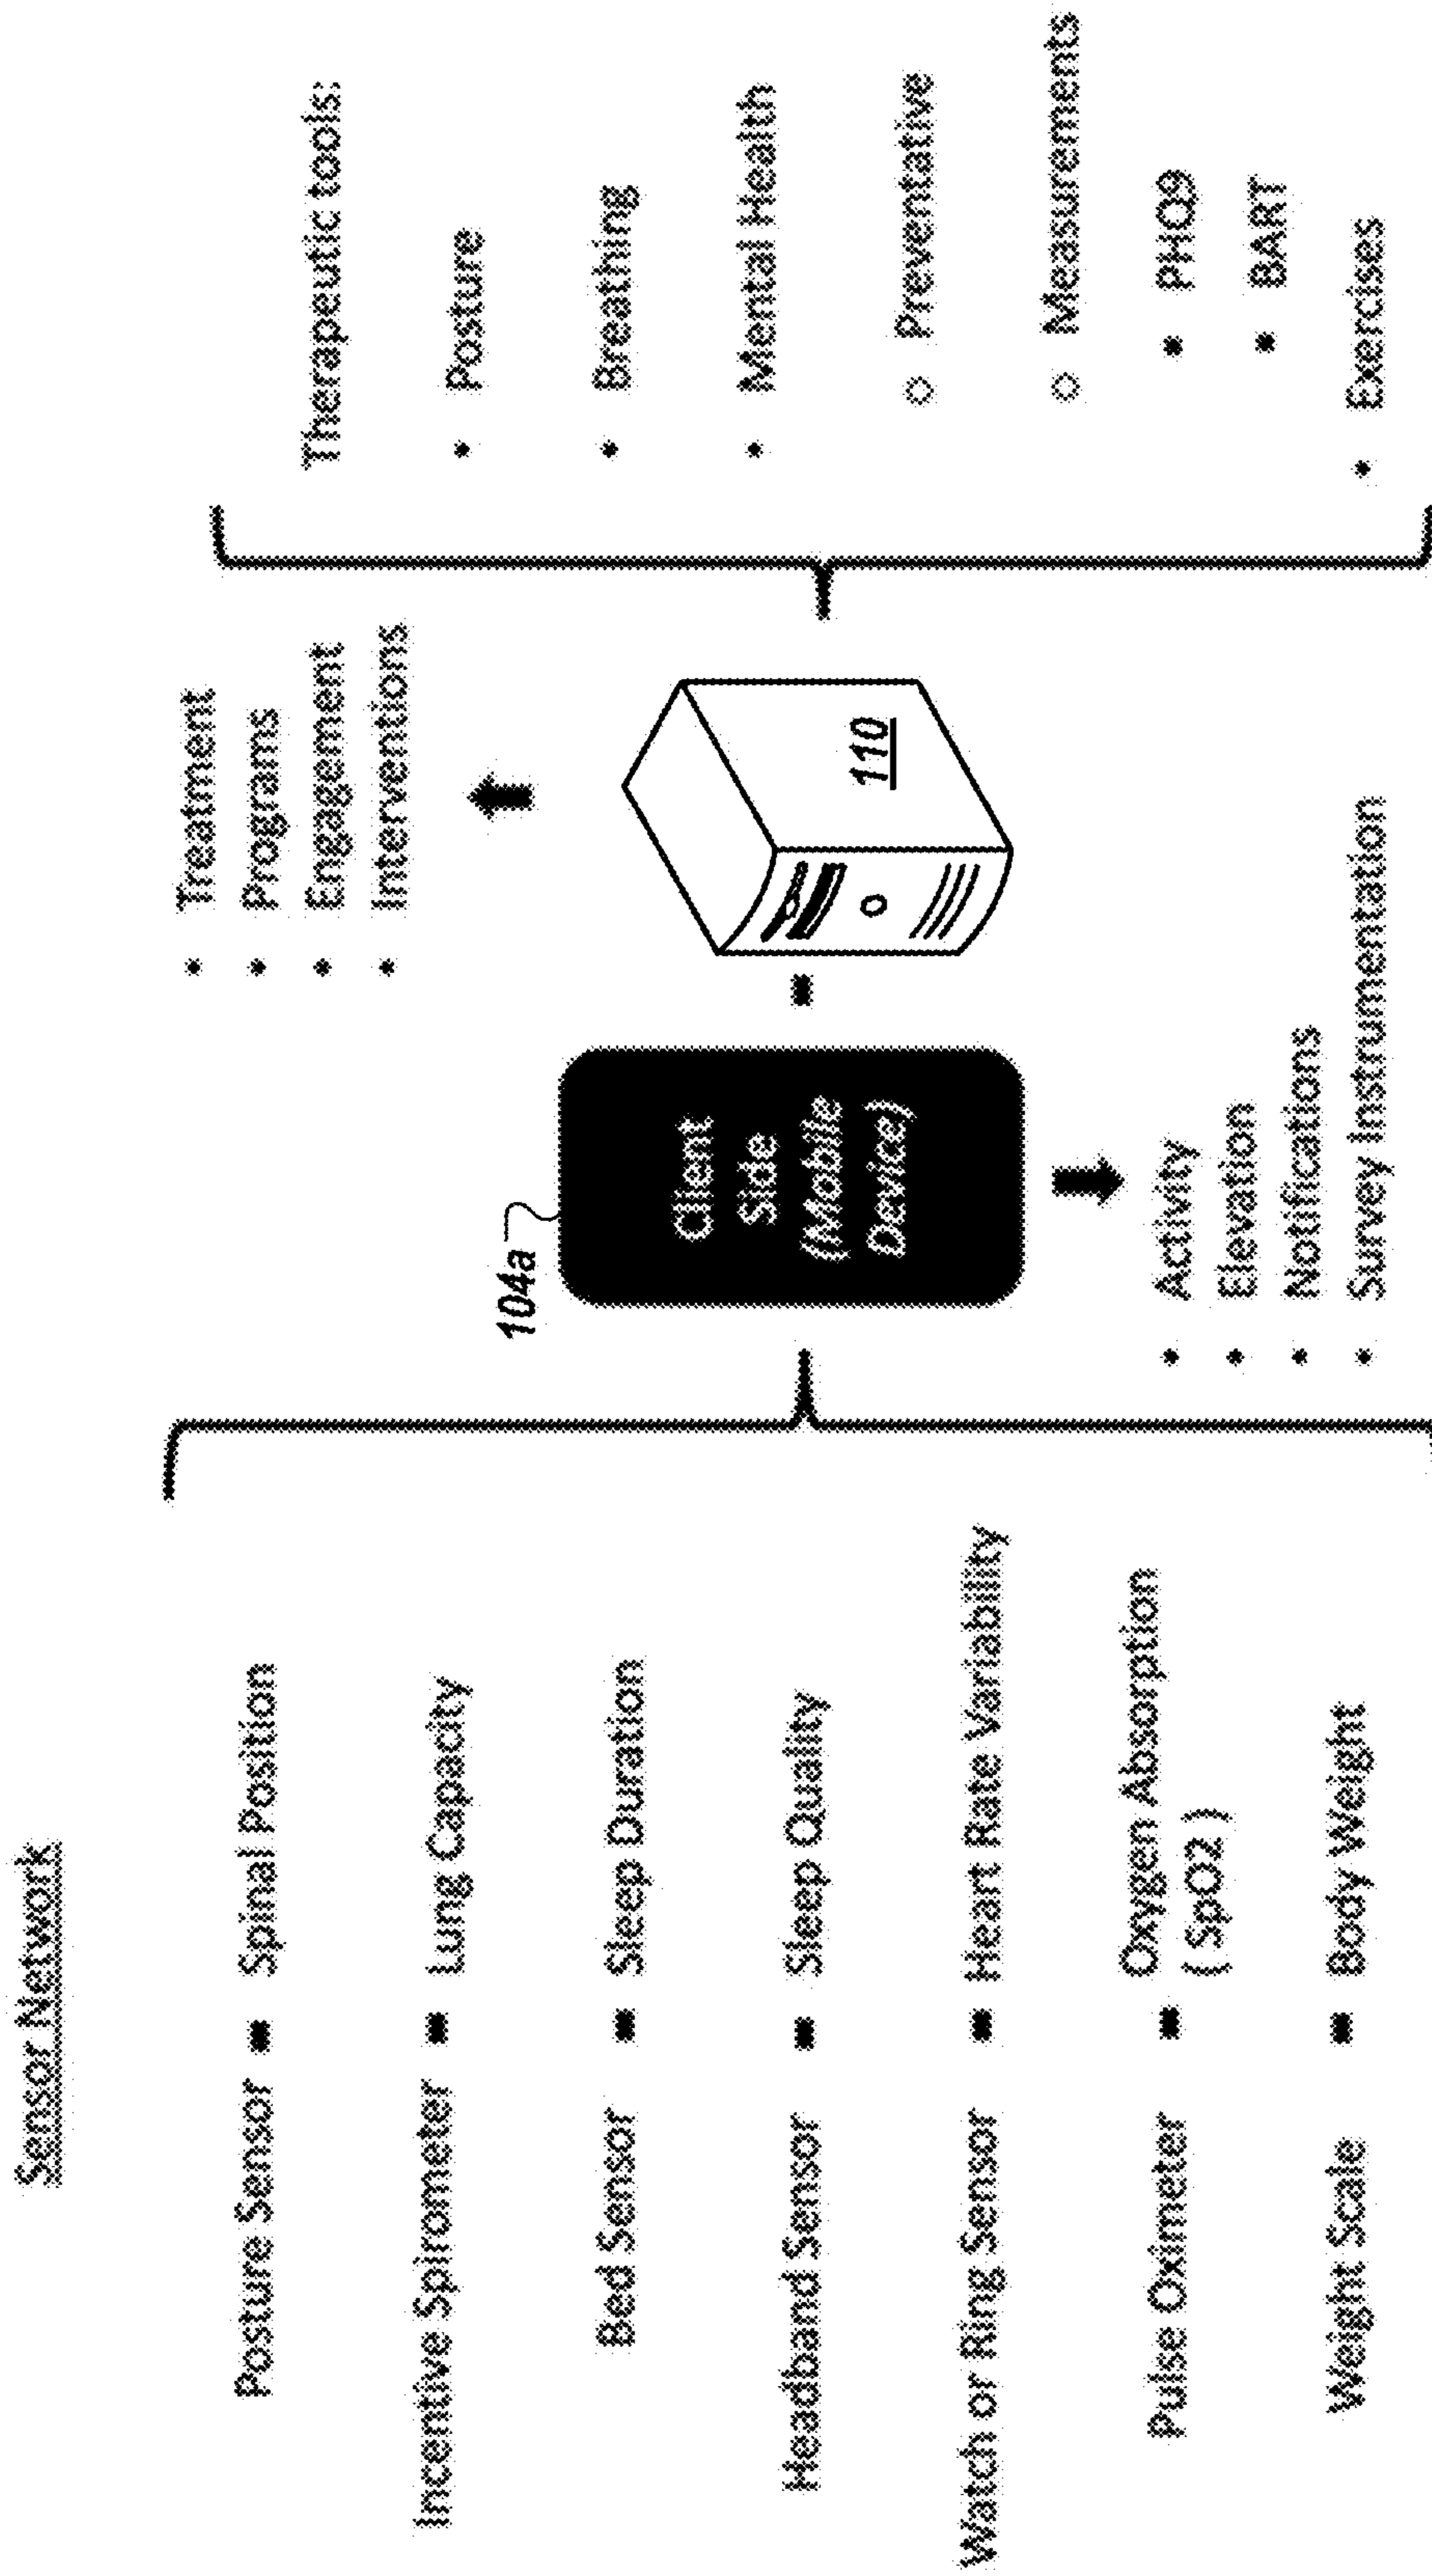 Sensor Network
Posture Sensor
Spinal Position
Incentive Spirometer
Lung Capacity
Bed Sensor
Sleep Duration
Headband Sensor
Sleep Quality
Watch or Ring Sensor
Heart Rate Variability
Pulse Oximeter
Oxygen Absorption
( SpO2 )
Weight Scale
Body Weight
104a
Client
Side
(Mobile
Device)
• Activity
• Elevation
• Notifications
• Survey Instrumentation
• Treatment
• Programs
• Engagement
• Interventions
110
Therapeutic tools:
• Posture
• Breathing
• Mental Health
○ Preventative
○ Measurements
▪ PHQ9
▪ BART
• Exercises